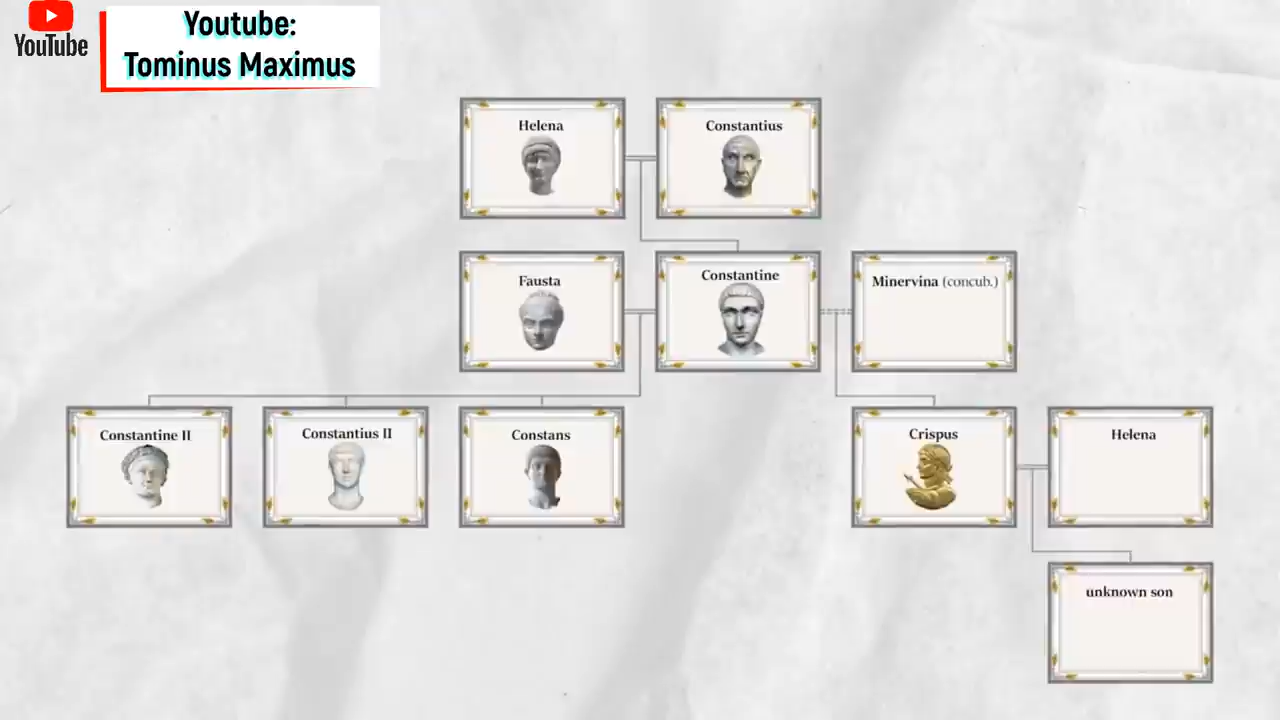 YouTube
Youtube:
Tominus Maximus
Helena
Constantius
Fausta
Constantine
Minervina (concub.)
Constantine II
Constantius II
Constans
Crispus
Helena
unknown son